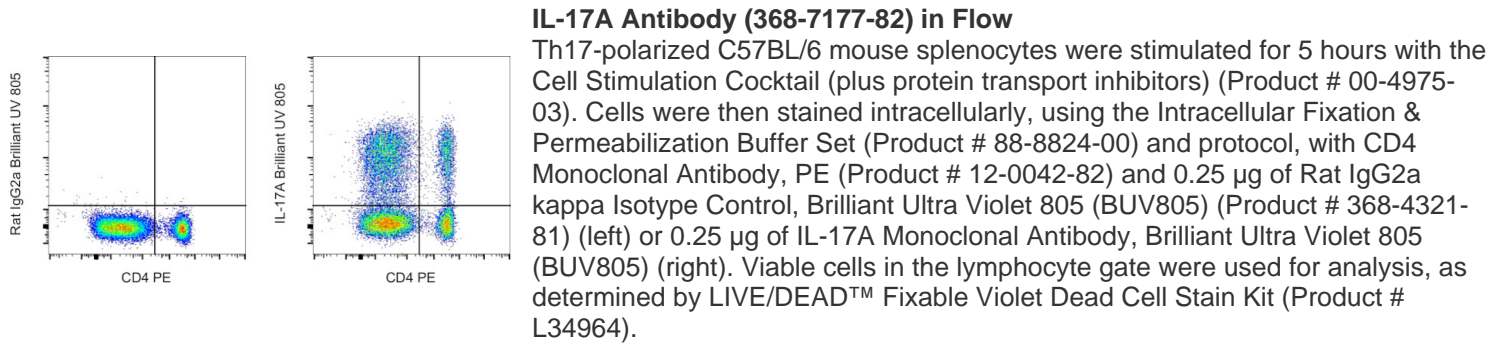 Rat IgG2a Brilliant UV 805
CD4 PE
IL-17A Brilliant UV 805
CD4 PE
IL-17A Antibody (368-7177-82) in Flow
Th17-polarized C57BL/6 mouse splenocytes were stimulated for 5 hours with the
Cell Stimulation Cocktail (plus protein transport inhibitors) (Product # 00-4975-
03). Cells were then stained intracellularly, using the Intracellular Fixation &
Permeabilization Buffer Set (Product # 88-8824-00) and protocol, with CD4
Monoclonal Antibody, PE (Product # 12-0042-82) and 0.25 µg of Rat IgG2a
kappa Isotype Control, Brilliant Ultra Violet 805 (BUV805) (Product # 368-4321-
81) (left) or 0.25 µg of IL-17A Monoclonal Antibody, Brilliant Ultra Violet 805
(BUV805) (right). Viable cells in the lymphocyte gate were used for analysis, as
determined by LIVE/DEAD™ Fixable Violet Dead Cell Stain Kit (Product #
L34964).